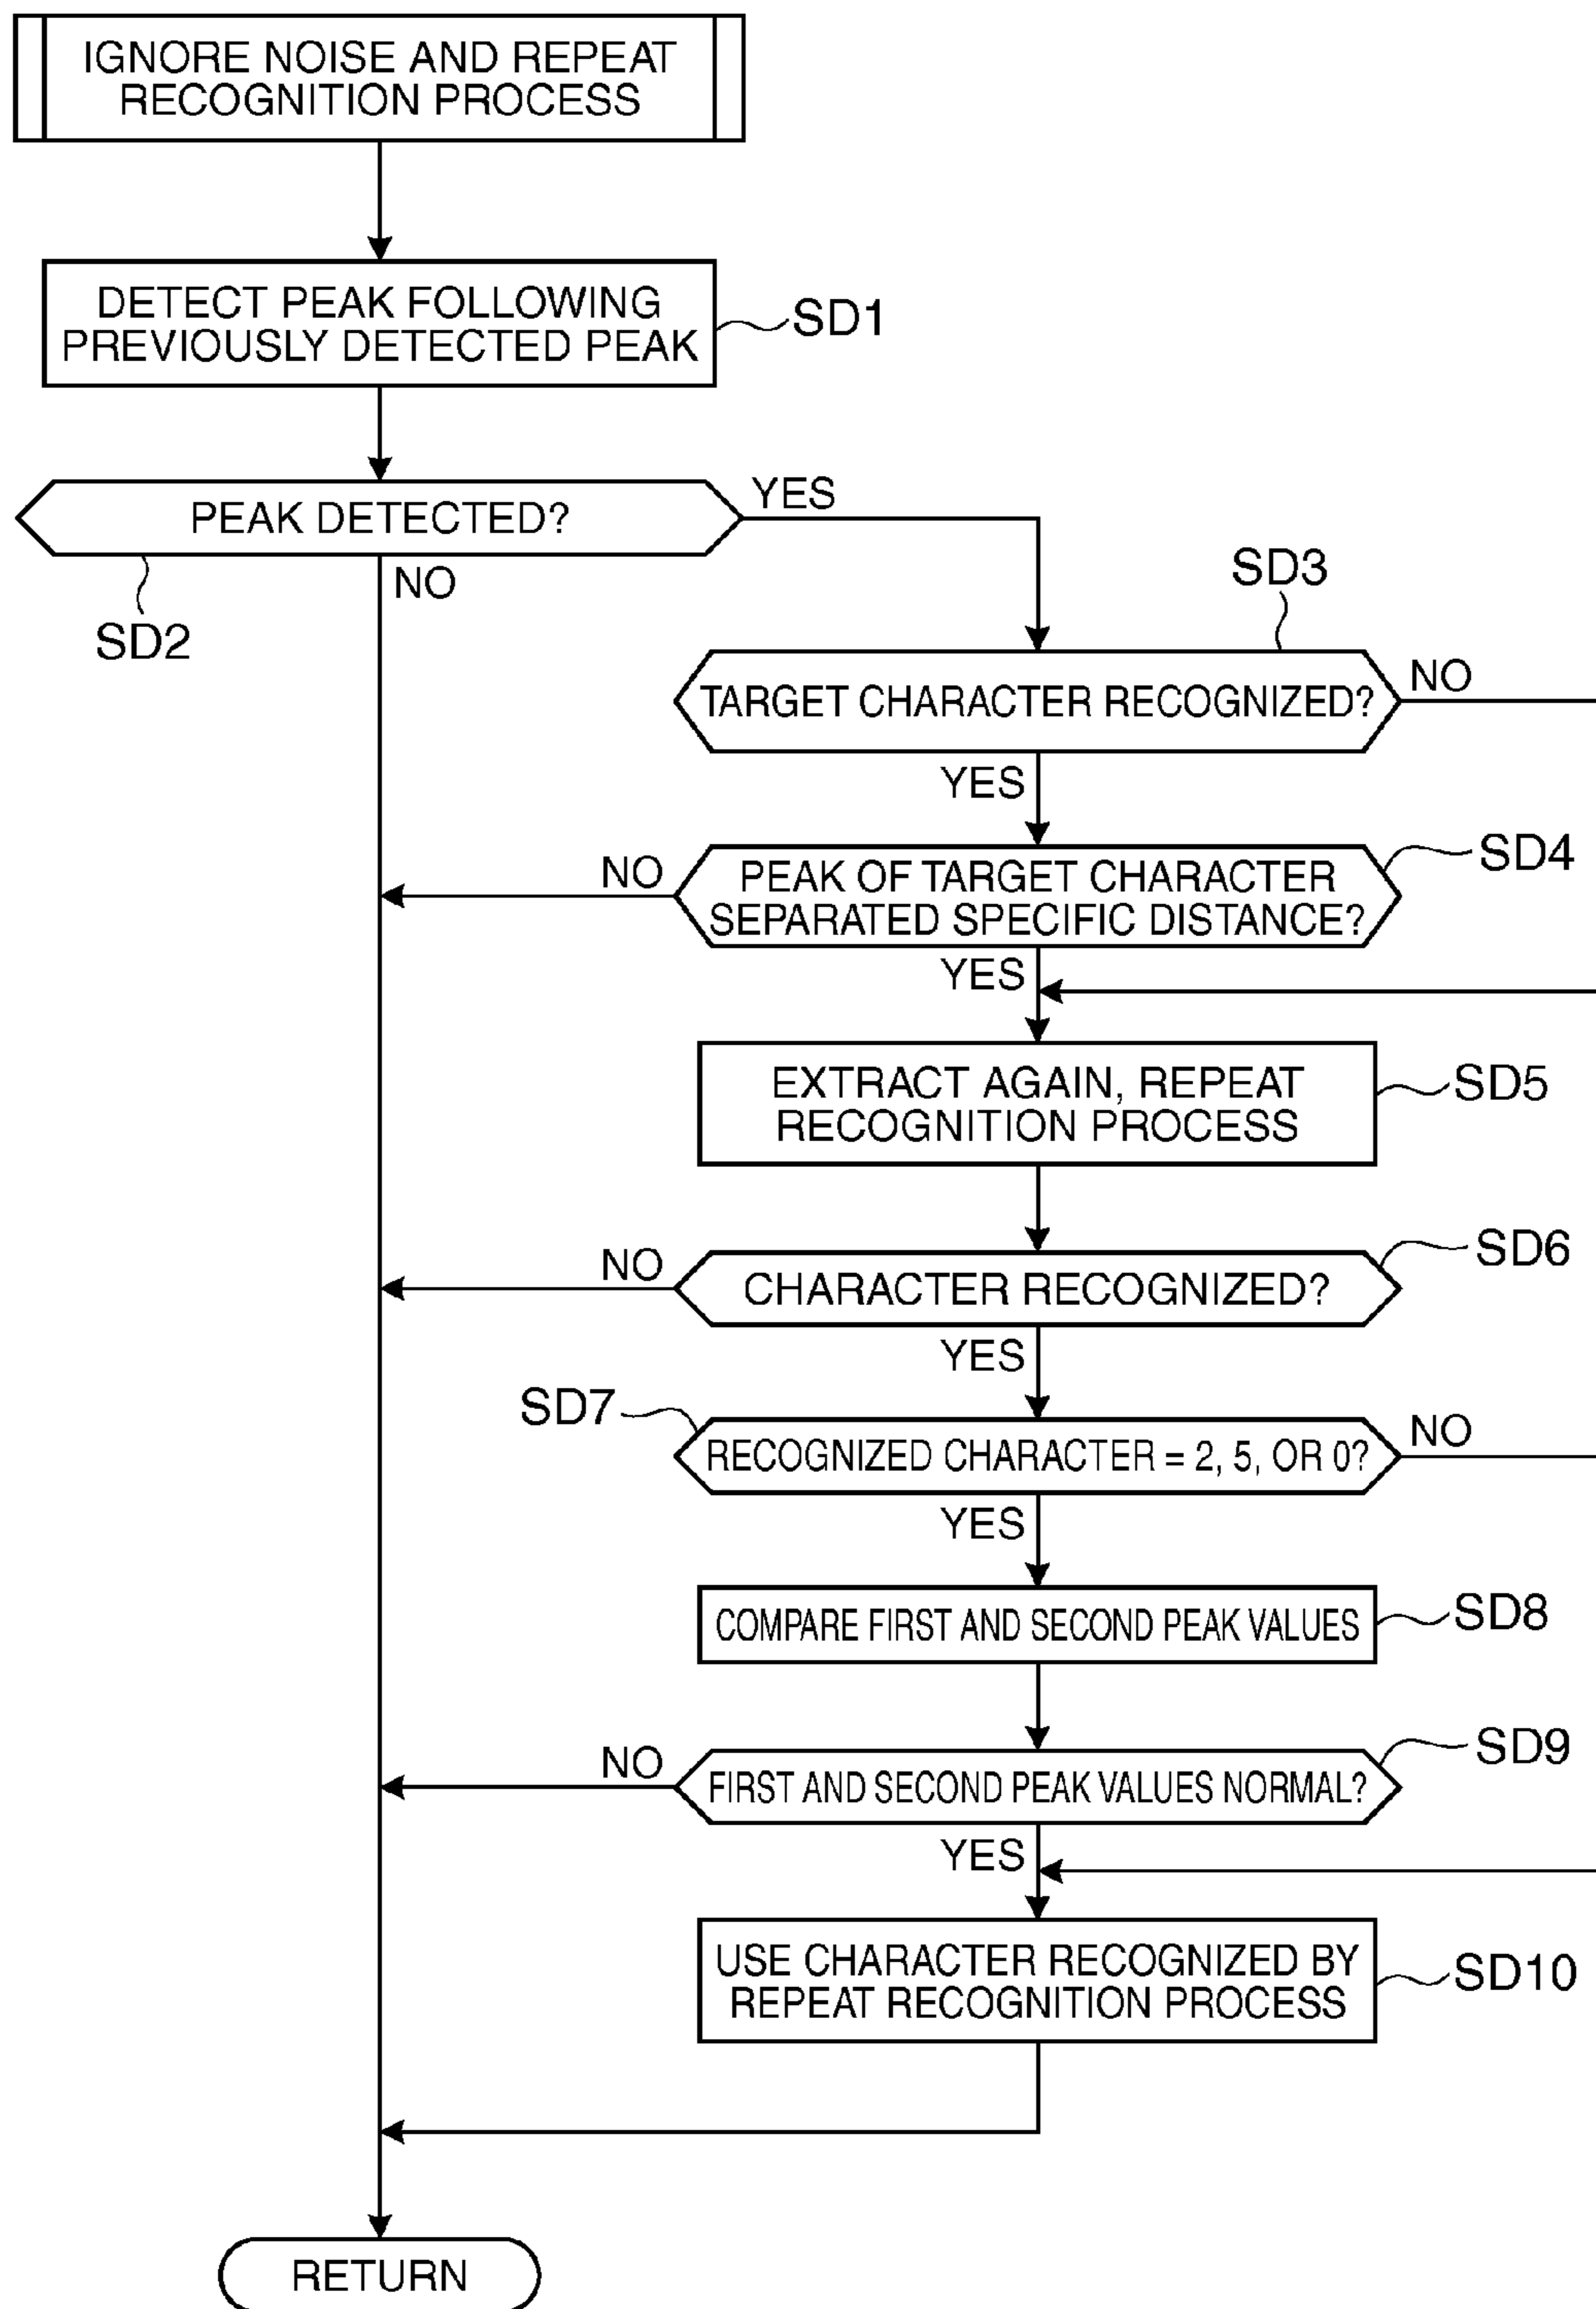 IGNORE NOISE AND REPEAT
RECOGNITION PROCESS
DETECT PEAK FOLLOWING
PREVIOUSLY DETECTED PEAK
SD1
PEAK DETECTED?
YES
NO
SD2
SD3
TARGET CHARACTER RECOGNIZED?
NO
YES
SD4
NO
PEAK OF TARGET CHARACTER
SEPARATED SPECIFIC DISTANCE?
YES
EXTRACT AGAIN, REPEAT
RECOGNITION PROCESS
SD5
SD6
NO
CHARACTER RECOGNIZED?
YES
SD7
RECOGNIZED CHARACTER = 2, 5, OR 0?
NO
YES
COMPARE FIRST AND SECOND PEAK VALUES
SD8
SD9
NO
FIRST AND SECOND PEAK VALUES NORMAL?
YES
USE CHARACTER RECOGNIZED BY
REPEAT RECOGNITION PROCESS
SD10
RETURN